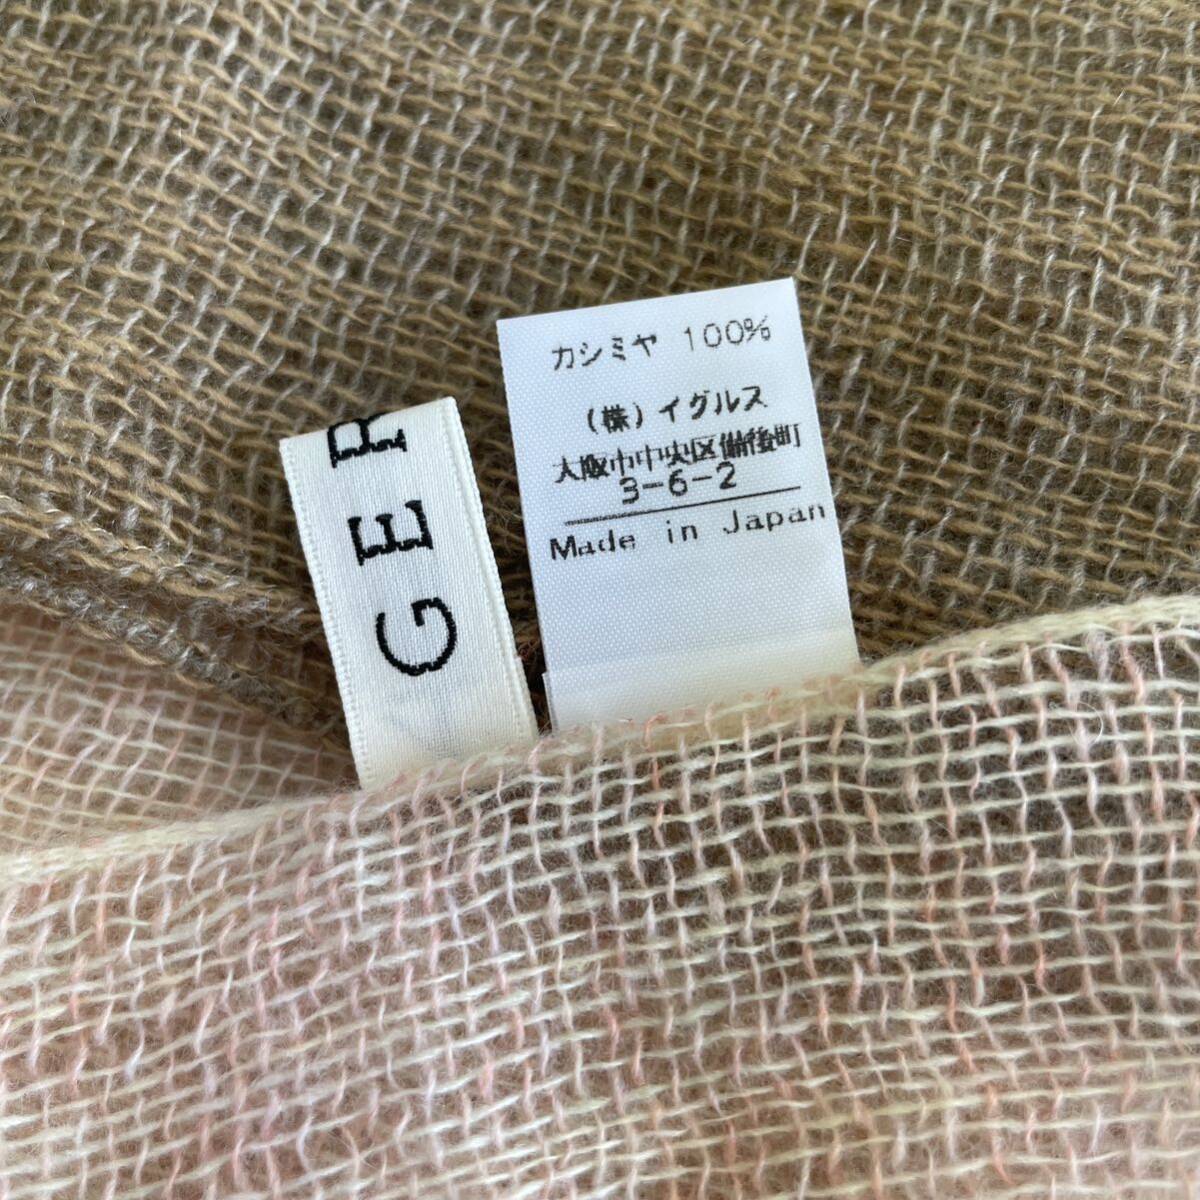 カシミヤ 100%
(株)イグルス
大阪市中央区備後町
3-6-2
Made in Japan
GER